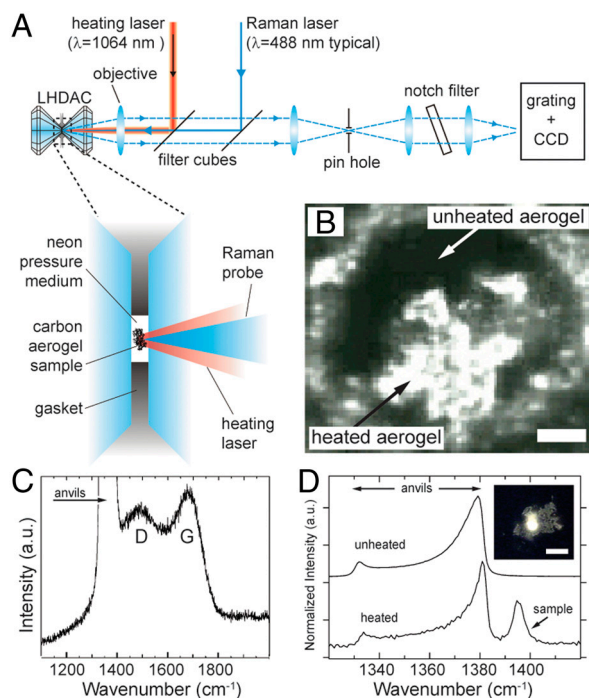 A
heating laser
(λ=1064 nm )
Raman laser
(λ=488 nm typical)
LHDAC
objective
notch filter
filter cubes
pin hole
grating
+
CCD
neon
pressure
medium
Raman
probe
carbon
aerogel
sample
gasket
heating
laser
B
unheated aerogel
heated aerogel
C
anvils
D
G
Intensity (a.u.)
1200
1400
1600
1800
Wavenumber (cm⁻¹)
D
anvils
unheated
heated
sample
Normalized Intensity (a.u.)
1340
1360
1380
1400
Wavenumber (cm⁻¹)